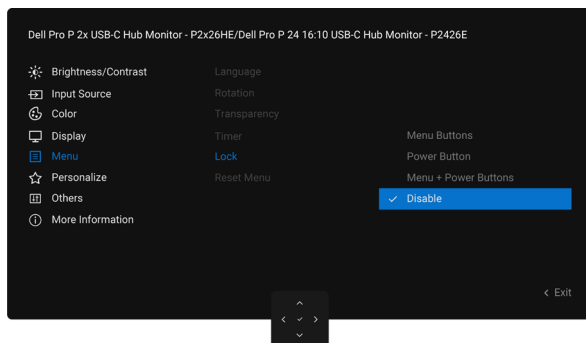 Dell Pro P 2x USB-C Hub Monitor - P2x26HE/Dell Pro P 24 16:10 USB-C Hub Monitor - P2426E
Brightness/Contrast
Input Source
Color
Display
Menu
Personalize
Others
More Information
Language
Rotation
Transparency
Timer
Lock
Reset Menu
Menu Buttons
Power Button
Menu + Power Buttons
Disable
Exit